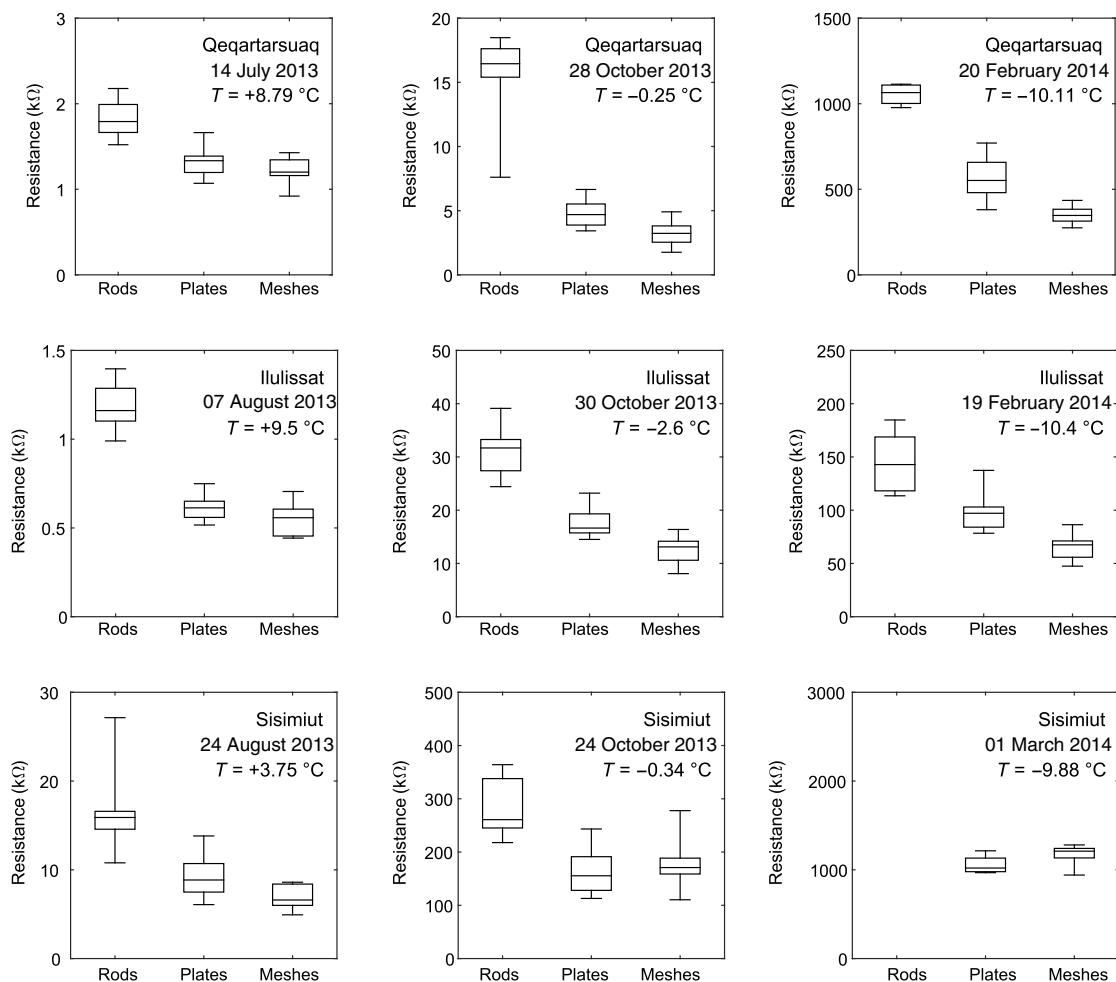 3
2
1
0
Resistance (kΩ)
Qeqartarsuaq
14 July 2013
T = +8.79 °C
Rods Plates Meshes
20
15
10
5
0
Resistance (kΩ)
Qeqartarsuaq
28 October 2013
T = −0.25 °C
Rods Plates Meshes
1500
1000
500
0
Resistance (kΩ)
Qeqartarsuaq
20 February 2014
T = −10.11 °C
Rods Plates Meshes
1.5
1
0.5
0
Resistance (kΩ)
Ilulissat
07 August 2013
T = +9.5 °C
Rods Plates Meshes
50
40
30
20
10
0
Resistance (kΩ)
Ilulissat
30 October 2013
T = −2.6 °C
Rods Plates Meshes
250
200
150
100
50
0
Resistance (kΩ)
Ilulissat
19 February 2014
T = −10.4 °C
Rods Plates Meshes
30
20
10
0
Resistance (kΩ)
Sisimiut
24 August 2013
T = +3.75 °C
Rods Plates Meshes
500
400
300
200
100
0
Resistance (kΩ)
Sisimiut
24 October 2013
T = −0.34 °C
Rods Plates Meshes
3000
2000
1000
0
Resistance (kΩ)
Sisimiut
01 March 2014
T = −9.88 °C
Rods Plates Meshes